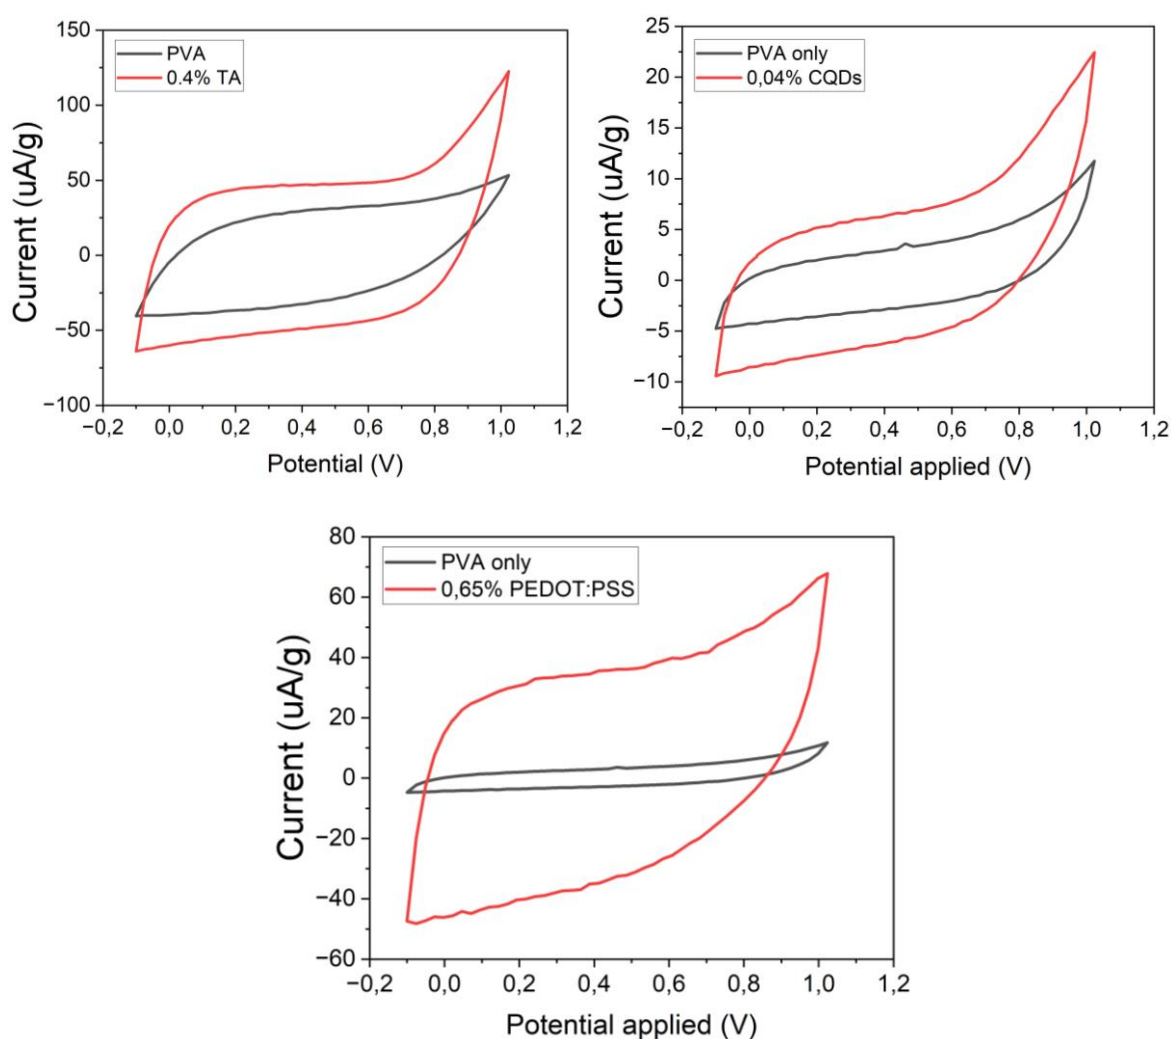 PVA
0.4% TA
Current (uA/g)
150
100
50
0
−50
−100
−0,2 0,0 0,2 0,4 0,6 0,8 1,0 1,2
Potential (V)
PVA only
0,04% CQDs
Current (uA/g)
25
20
15
10
5
0
−5
−10
−0,2 0,0 0,2 0,4 0,6 0,8 1,0 1,2
Potential applied (V)
PVA only
0,65% PEDOT:PSS
Current (uA/g)
80
60
40
20
0
−20
−40
−60
−0,2 0,0 0,2 0,4 0,6 0,8 1,0 1,2
Potential applied (V)